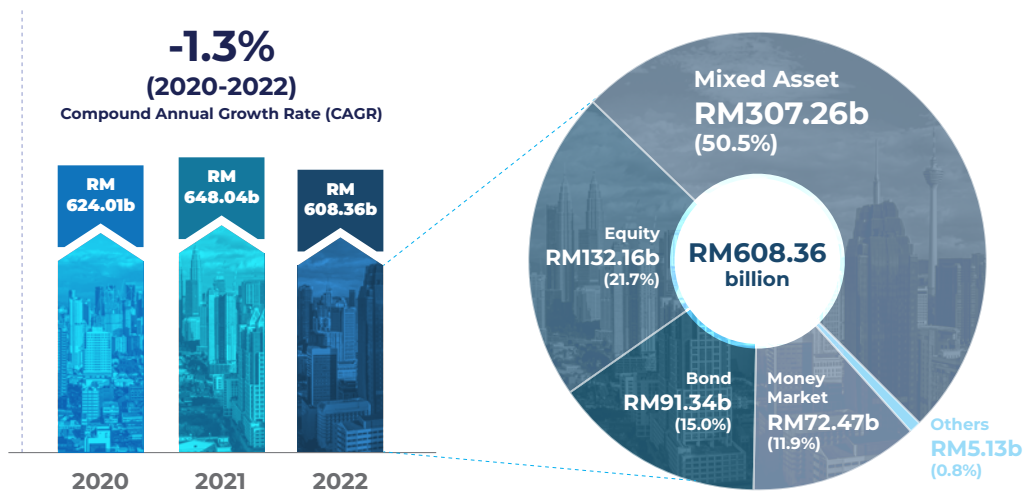 -1.3%
(2020-2022)
Compound Annual Growth Rate (CAGR)
RM
624.01b
RM
648.04b
RM
608.36b
2020
2021
2022
Mixed Asset
RM307.26b
(50.5%)
Equity
RM132.16b
(21.7%)
RM608.36
billion
Bond
RM91.34b
(15.0%)
Money
Market
RM72.47b
(11.9%)
Others
RM5.13b
(0.8%)